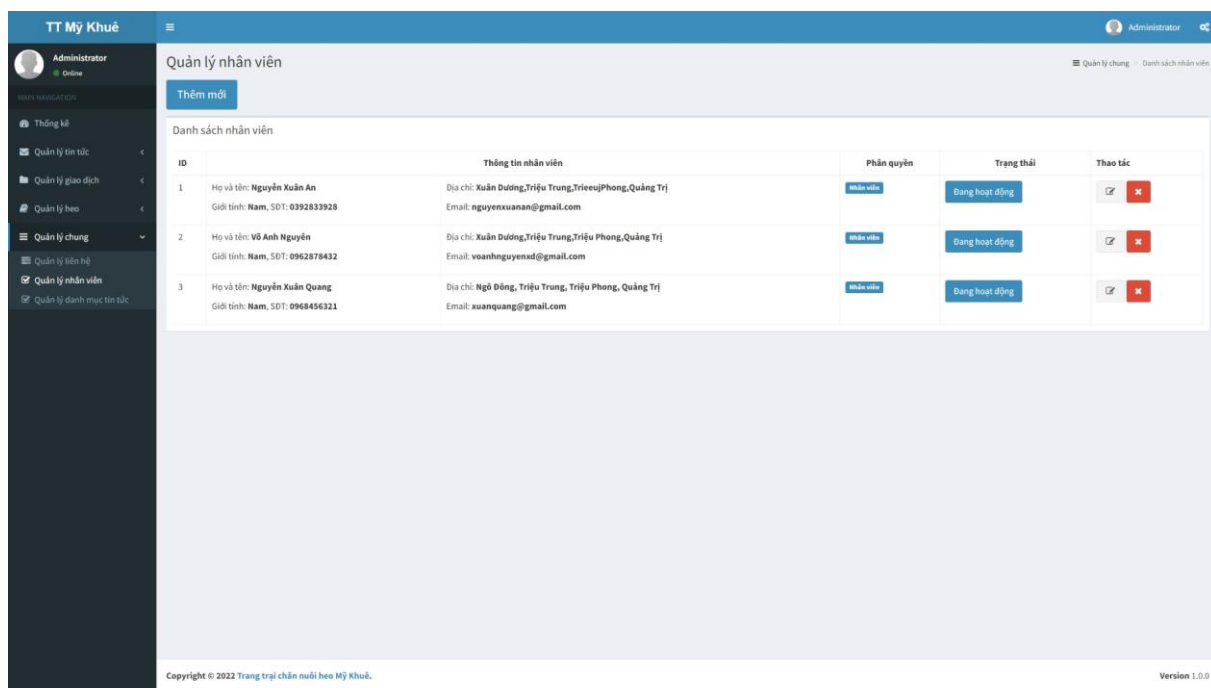 TT Mỹ Khuê
Administrator
Administrator
Online
MAIN NAVIGATION
Thống kê
Quản lý tin tức
Quản lý giao dịch
Quản lý heo
Quản lý chung
Quản lý liên hệ
Quản lý nhân viên
Quản lý danh mục tin tức
Quản lý nhân viên
Quản lý chung > Danh sách nhân viên
Thêm mới
Danh sách nhân viên
ID Thông tin nhân viên Phân quyền Trạng thái Thao tác
1 Họ và tên: Nguyễn Xuân An Địa chỉ: Xuân Dương,Triệu Trung,TrieeujPhong,Quảng Trị Nhân viên Đang hoạt động
Giới tính: Nam, SDT: 0392833928 Email: nguyenxuanan@gmail.com
2 Họ và tên: Võ Anh Nguyên Địa chỉ: Xuân Dương,Triệu Trung,Triệu Phong,Quảng Trị Nhân viên Đang hoạt động
Giới tính: Nam, SDT: 0962878432 Email: voanhnguyenxd@gmail.com
3 Họ và tên: Nguyễn Xuân Quang Địa chỉ: Ngô Đông, Triệu Trung, Triệu Phong, Quảng Trị Nhân viên Đang hoạt động
Giới tính: Nam, SDT: 0968456321 Email: xuanquang@gmail.com
Copyright © 2022 Trang trại chăn nuôi heo Mỹ Khuê. Version 1.0.0